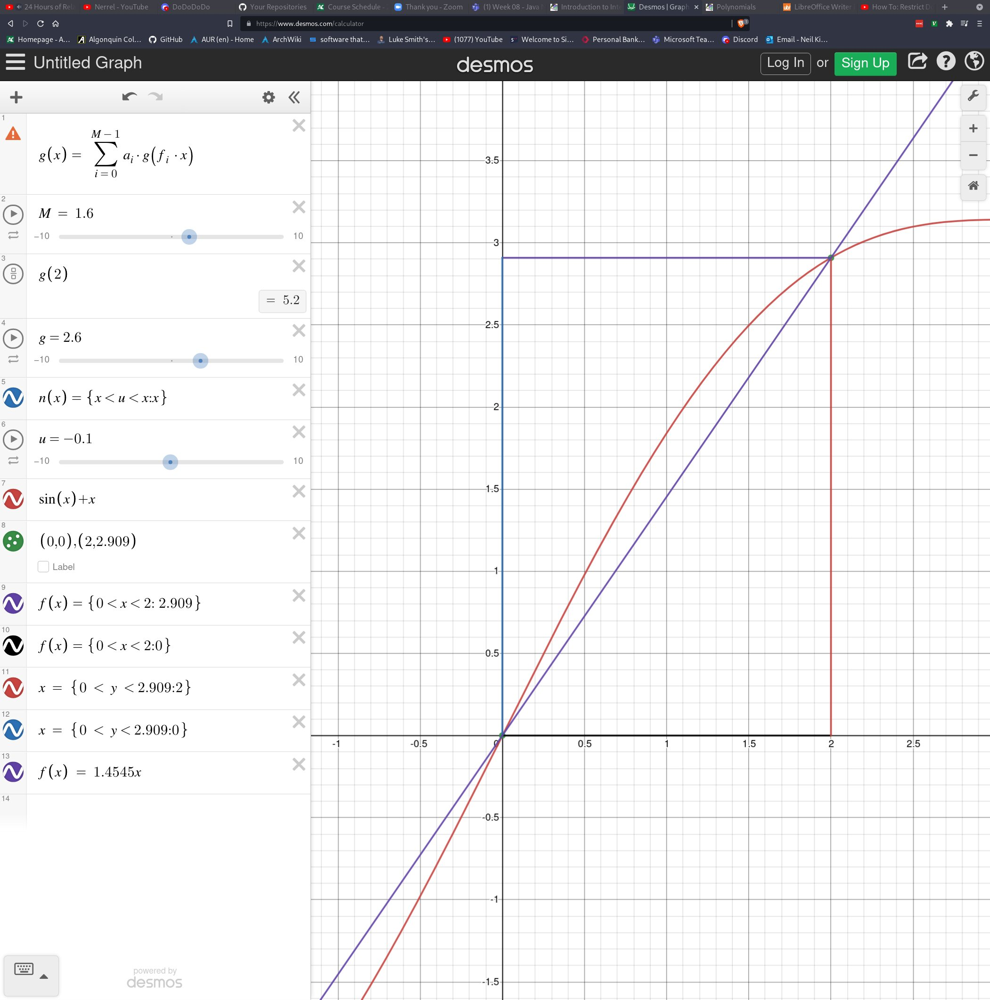 24 Hours of Rel
Nerrel - YouTube
DoDoDoDo
Your Repositories
Course Schedule -
Thank you - Zoom
(1) Week 08 - Java
Introduction to Int
Desmos | Graph
Polynomials
LibreOffice Writer
How To: Restrict D
https://www.desmos.com/calculator
1
Homepage - A...
Algonquin Col...
GitHub
AUR (en) - Home
ArchWiki
software that...
Luke Smith's...
(1077) YouTube
Welcome to Si...
Personal Bank...
Microsoft Tea...
Discord
Email - Neil Ki...
Untitled Graph
desmos
Log In or Sign Up
1
M − 1
g(x) = ∑ a_i · g(f_i · x)
i = 0
2
M = 1.6
−10 10
3
g(2)
= 5.2
4
g = 2.6
−10 10
5
n(x) = {x < u < x:x}
6
u = −0.1
−10 10
7
sin(x)+x
8
(0,0),(2,2.909)
Label
9
f(x) = {0 < x < 2: 2.909}
10
f(x) = {0 < x < 2:0}
11
x = {0 < y < 2.909:2}
12
x = {0 < y < 2.909:0}
13
f(x) = 1.4545x
14
powered by
desmos
3.5
3
2.5
2
1.5
1
0.5
-1 -0.5 0 0.5 1 1.5 2 2.5
-0.5
-1
-1.5